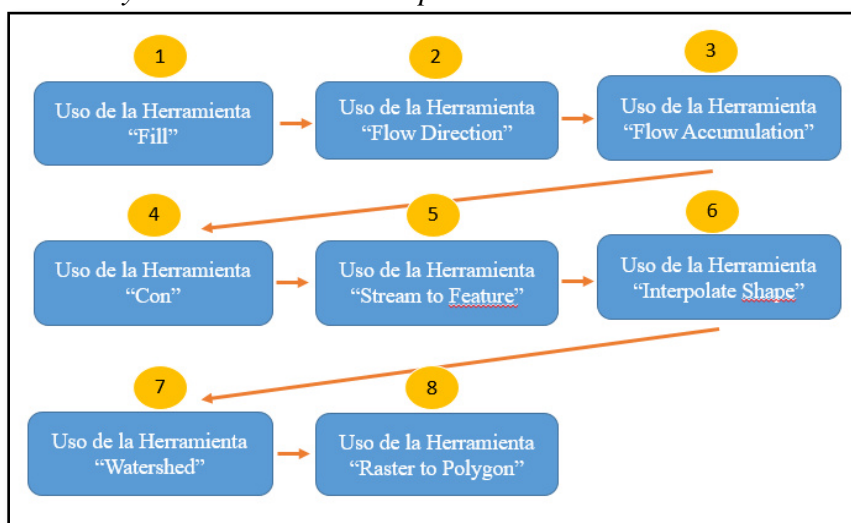 1
2
3
Uso de la Herramienta
“Fill”
Uso de la Herramienta
“Flow Direction”
Uso de la Herramienta
“Flow Accumulation”
4
5
6
Uso de la Herramienta
“Con”
Uso de la Herramienta
“Stream to Feature”
Uso de la Herramienta
“Interpolate Shape”
7
8
Uso de la Herramienta
“Watershed”
Uso de la Herramienta
“Raster to Polygon”